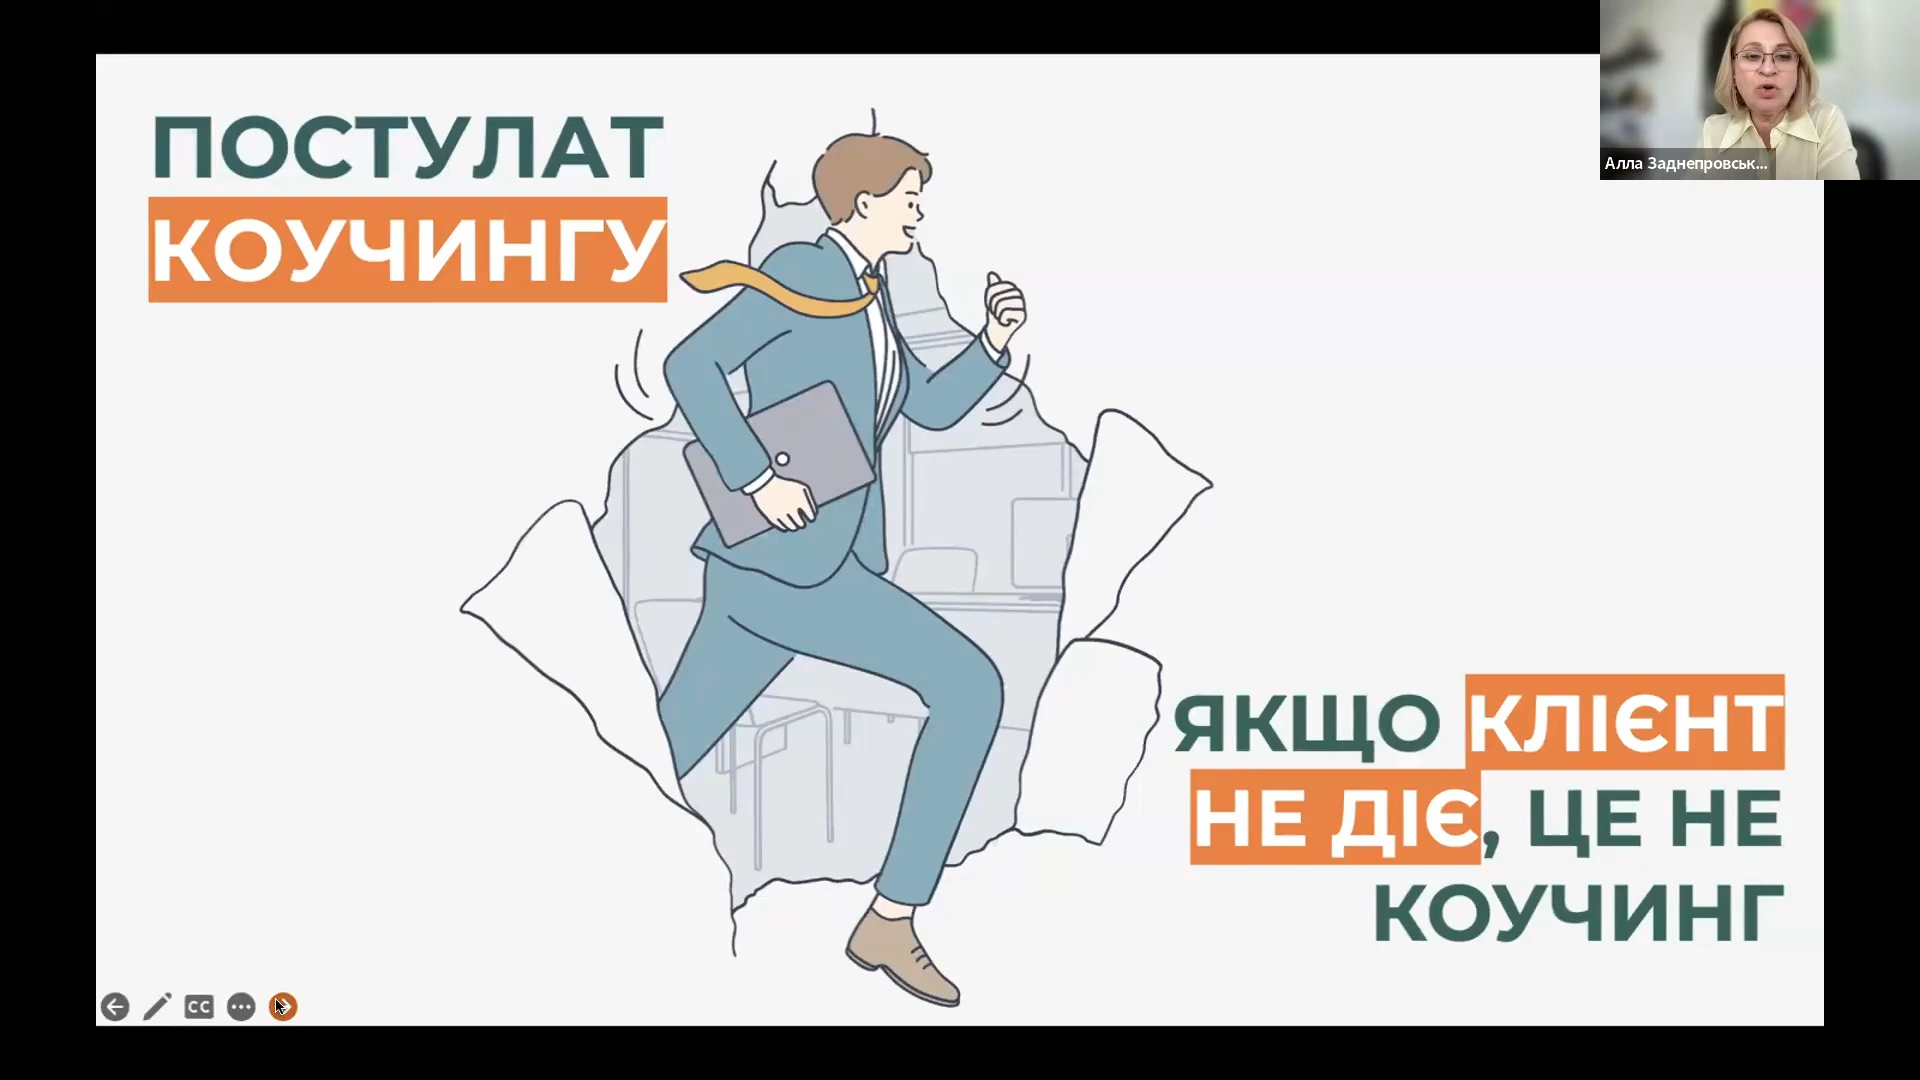 ПОСТУЛАТ
КОУЧИНГУ
Алла Заднепровськ...
ЯКЩО КЛІЄНТ
НЕ ДІЄ, ЦЕ НЕ
КОУЧИНГ
CC